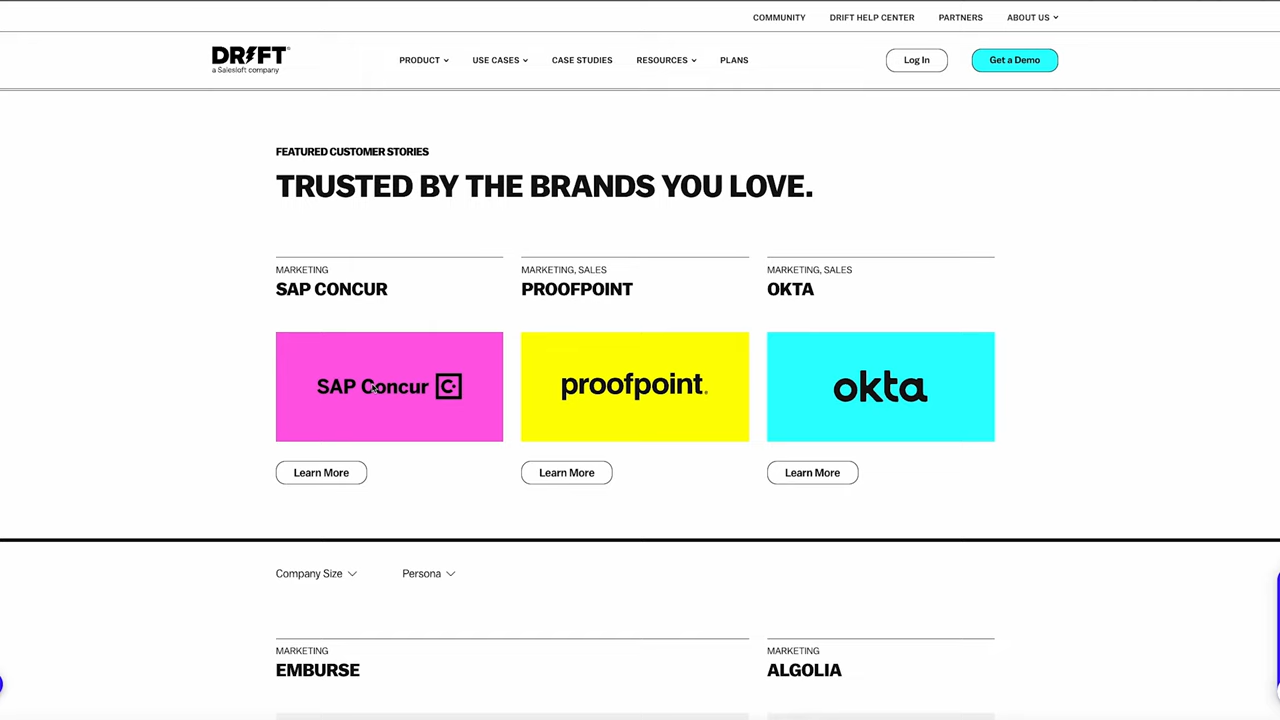 COMMUNITY DRIFT HELP CENTER PARTNERS ABOUT US
DRIFT®
a Salesloft company
PRODUCT USE CASES CASE STUDIES RESOURCES PLANS Log In Get a Demo
FEATURED CUSTOMER STORIES
TRUSTED BY THE BRANDS YOU LOVE.
MARKETING MARKETING, SALES MARKETING, SALES
SAP CONCUR PROOFPOINT OKTA
SAP Concur C proofpoint. okta
Learn More Learn More Learn More
Company Size Persona
MARKETING MARKETING
EMBURSE ALGOLIA